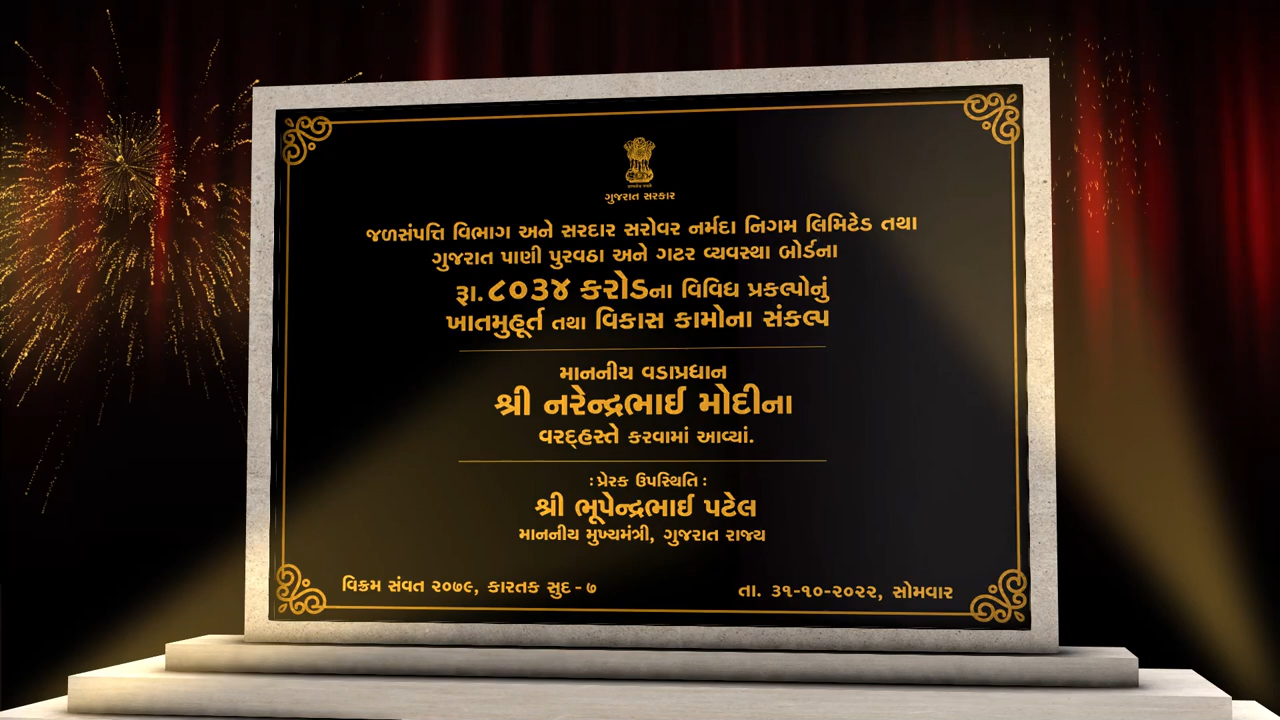 ગુજરાત સરકાર
જળસંપત્તિ વિભાગ અને સરદાર સરોવર નર્મદા નિગમ લિમિટેડ તથા
ગુજરાત પાણી પુરવઠા અને ગટર વ્યવસ્થા બોર્ડના
રૂા. ૮૦૩૪ કરોડના વિવિધ પ્રકલ્પોનું
ખાતમુહૂર્ત તથા વિકાસ કામોના સંકલ્પ
માનનીય વડાપ્રધાન
શ્રી નરેન્દ્રભાઈ મોદીના
વરદ્હસ્તે કરવામાં આવ્યાં.
: પ્રેરક ઉપસ્થિતિ :
શ્રી ભૂપેન્દ્રભાઈ પટેલ
માનનીય મુખ્યમંત્રી, ગુજરાત રાજ્ય
વિક્રમ સંવત ૨૦૭૯, કારતક સુદ - ૭
તા. ૩૧-૧૦-૨૦૨૨, સોમવાર